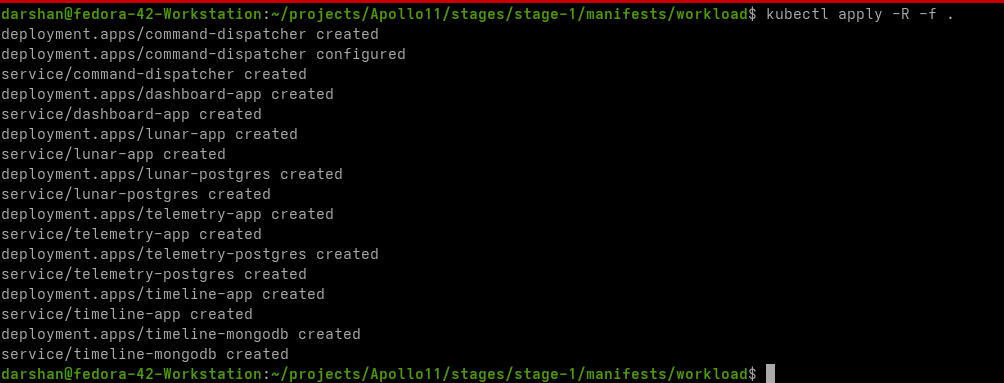 darshan@fedora-42-Workstation:~/projects/Apollo11/stages/stage-1/manifests/workload$ kubectl apply -R -f .
deployment.apps/command-dispatcher created
deployment.apps/command-dispatcher configured
service/command-dispatcher created
deployment.apps/dashboard-app created
service/dashboard-app created
deployment.apps/lunar-app created
service/lunar-app created
deployment.apps/lunar-postgres created
service/lunar-postgres created
deployment.apps/telemetry-app created
service/telemetry-app created
deployment.apps/telemetry-postgres created
service/telemetry-postgres created
deployment.apps/timeline-app created
service/timeline-app created
deployment.apps/timeline-mongodb created
service/timeline-mongodb created
darshan@fedora-42-Workstation:~/projects/Apollo11/stages/stage-1/manifests/workload$